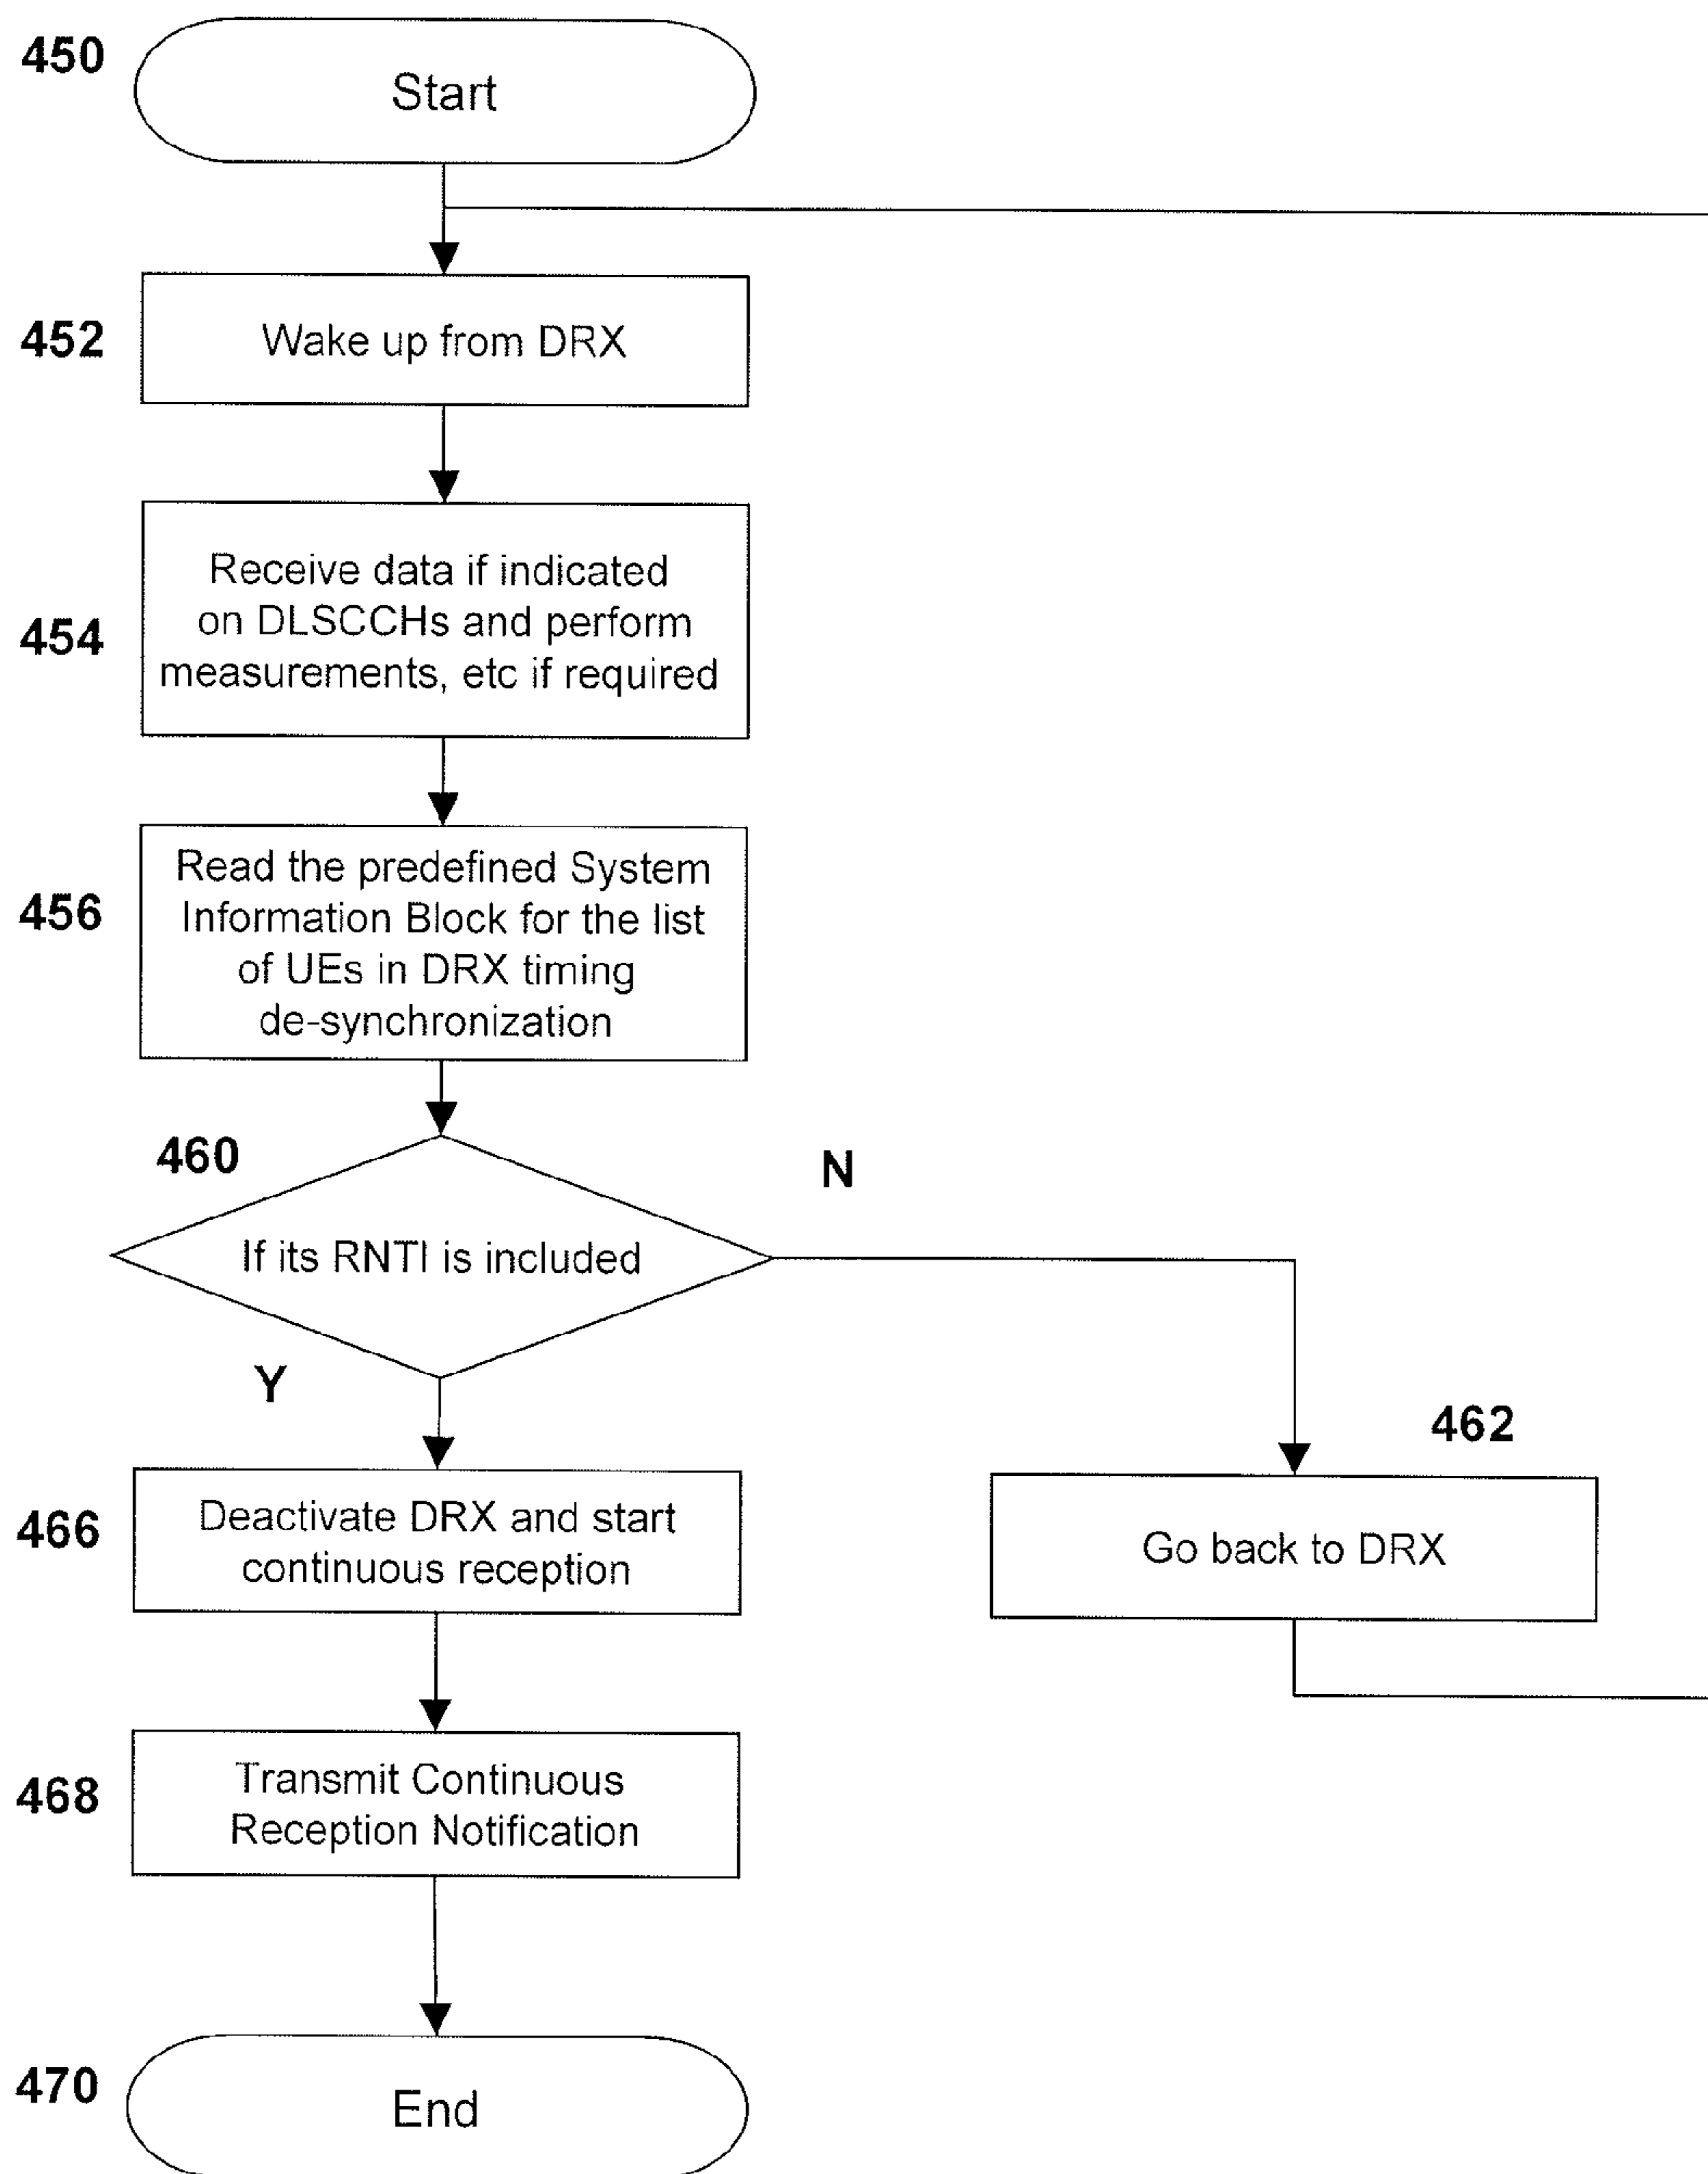 450
Start
452
Wake up from DRX
454
Receive data if indicated
on DLSCCHs and perform
measurements, etc if required
456
Read the predefined System
Information Block for the list
of UEs in DRX timing
de-synchronization
460
N
If its RNTI is included
Y
462
466
Deactivate DRX and start
continuous reception
Go back to DRX
468
Transmit Continuous
Reception Notification
470
End